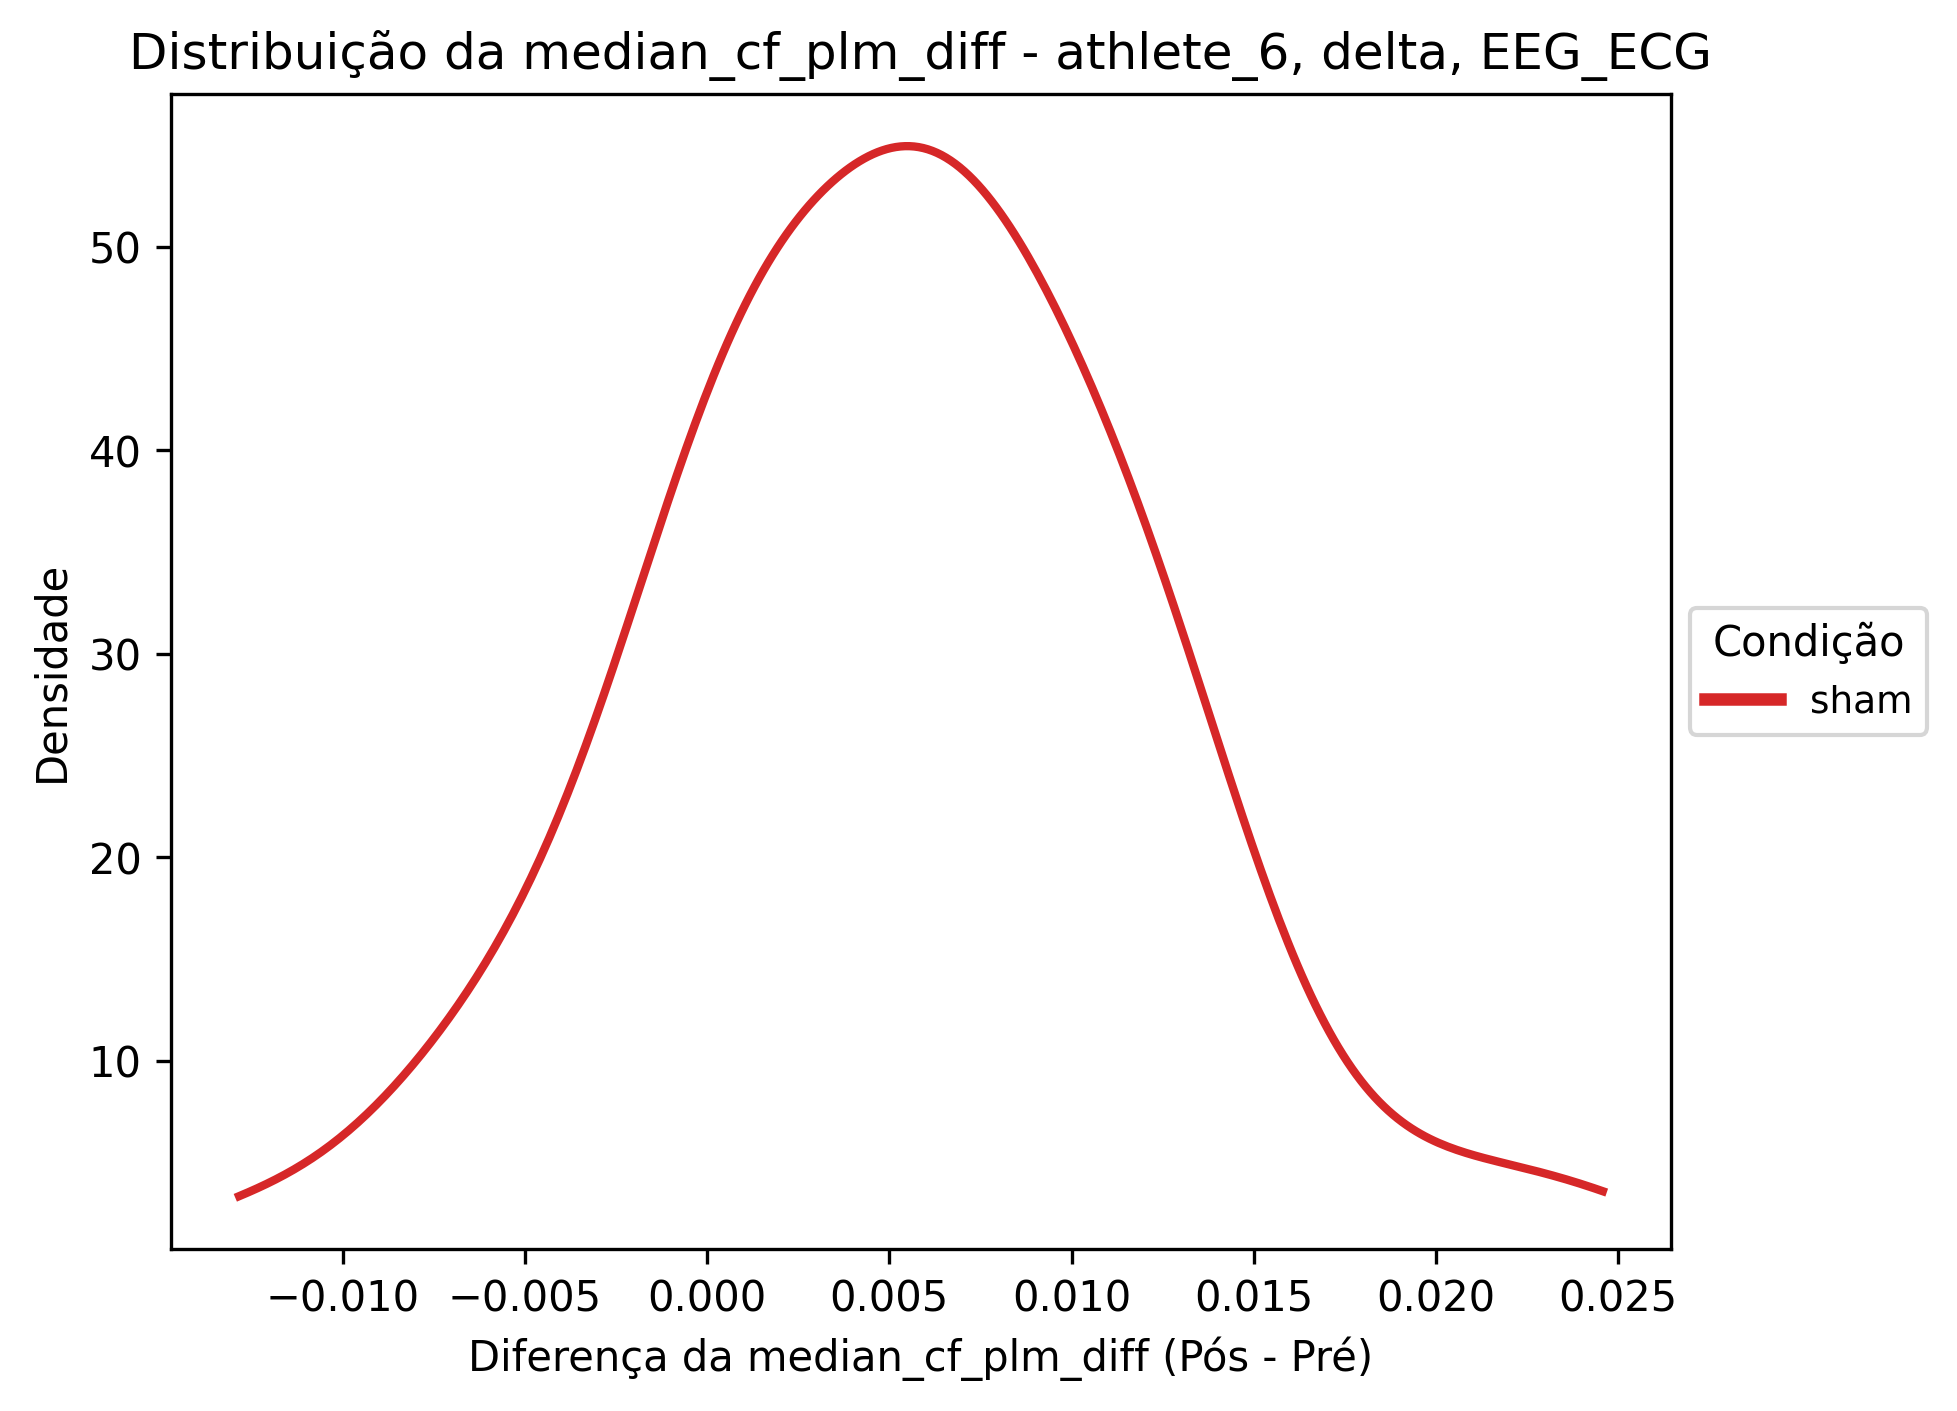 Distribuição da median_cf_plm_diff - athlete_6, delta, EEG_ECG
Densidade
50
40
30
20
10
−0.010 −0.005 0.000 0.005 0.010 0.015 0.020 0.025
Diferença da median_cf_plm_diff (Pós - Pré)
Condição
sham